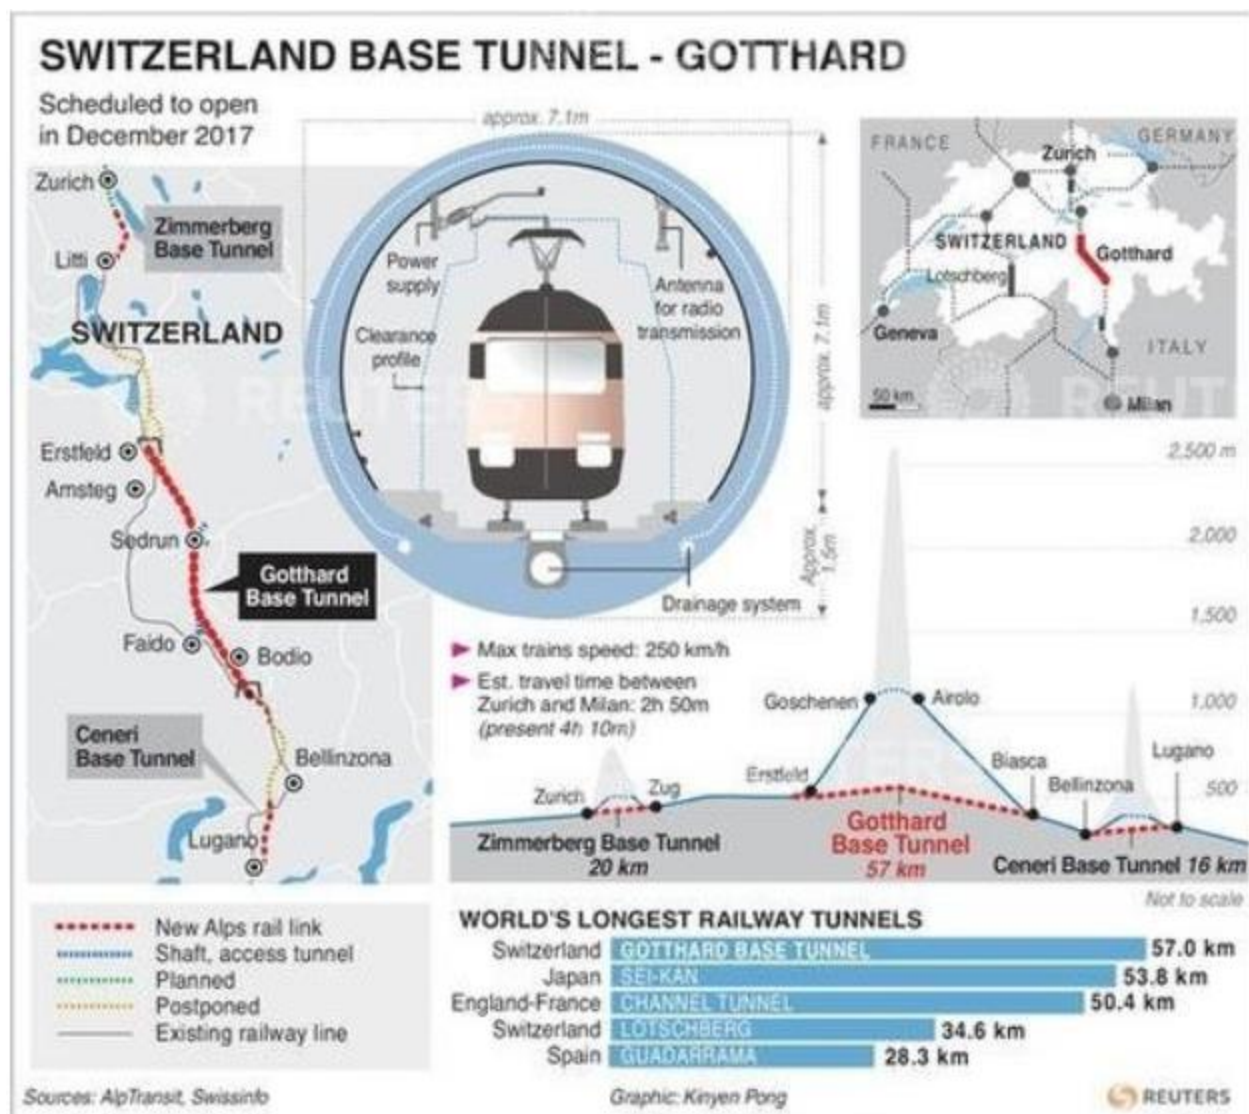 SWITZERLAND BASE TUNNEL - GOTTHARD
Scheduled to open
in December 2017
Zurich
Zimmerberg
Base Tunnel
Litti
SWITZERLAND
Erstfeld
Amsteg
Sedrun
Gotthard
Base Tunnel
Faido
Bodio
Ceneri
Base Tunnel
Bellinzona
Lugano
approx. 7.1m
Power
supply
Antenna
for radio
transmission
Clearance
profile
approx. 7.1m
Approx.
1.5m
Drainage system
FRANCE
GERMANY
Zurich
SWITZERLAND
Gotthard
Lotschberg
Geneva
ITALY
50 km
Milan
REUTERS
REUT
Max trains speed: 250 km/h
Est. travel time between
Zurich and Milan: 2h 50m
(present 4h 10m)
2,500 m
2,000
1,500
1,000
500
Goschenen
Airolo
Zurich
Zug
Erstfeld
Biasca
Bellinzona
Lugano
Zimmerberg Base Tunnel
20 km
Gotthard
Base Tunnel
57 km
Ceneri Base Tunnel 16 km
Not to scale
New Alps rail link
Shaft, access tunnel
Planned
Postponed
Existing railway line
WORLD'S LONGEST RAILWAY TUNNELS
Switzerland GOTTHARD BASE TUNNEL 57.0 km
Japan SEI-KAN 53.8 km
England-France CHANNEL TUNNEL 50.4 km
Switzerland LOTSCHBERG 34.6 km
Spain GUADARRAMA 28.3 km
Sources: AlpTransit, Swissinfo
Graphic: Kinyen Pong
REUTERS